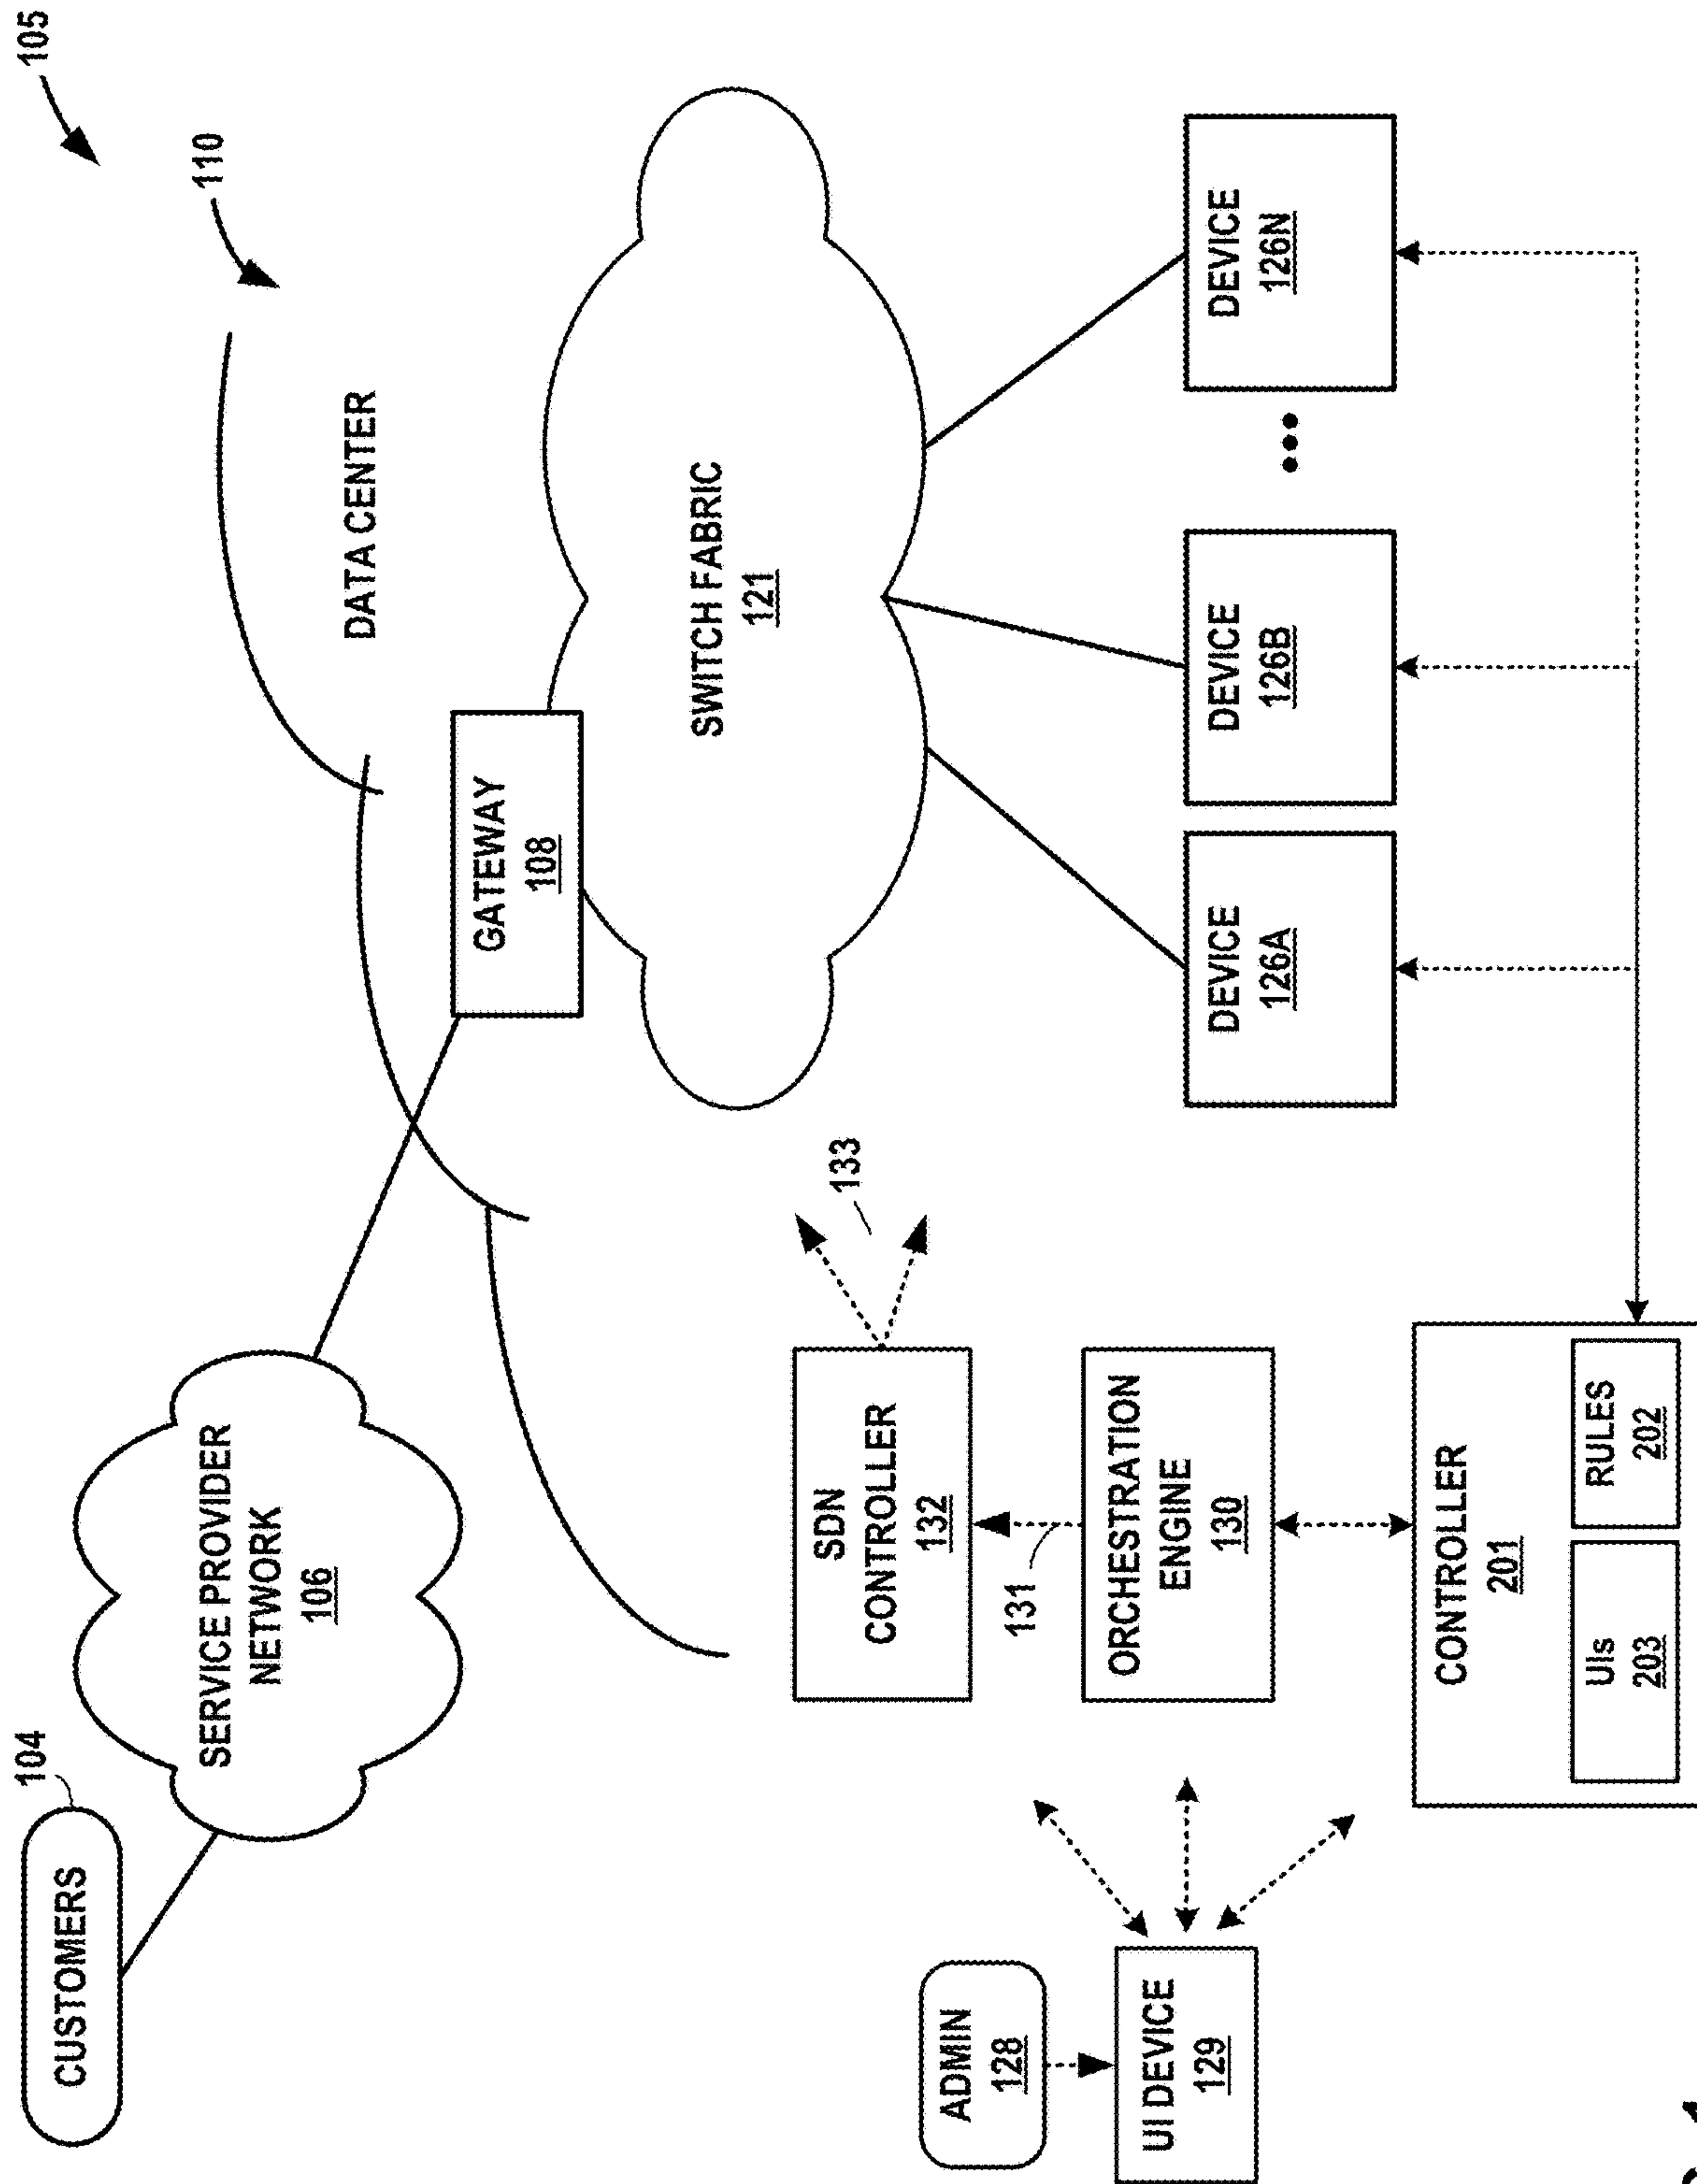 105
110
104
CUSTOMERS
SERVICE PROVIDER
NETWORK
106
DATA CENTER
GATEWAY
108
SWITCH FABRIC
121
133
SDN
CONTROLLER
132
131
ORCHESTRATION
ENGINE
130
ADMIN
128
UI DEVICE
129
DEVICE
126A
DEVICE
126B
•••
DEVICE
126N
CONTROLLER
201
UIs
203
RULES
202